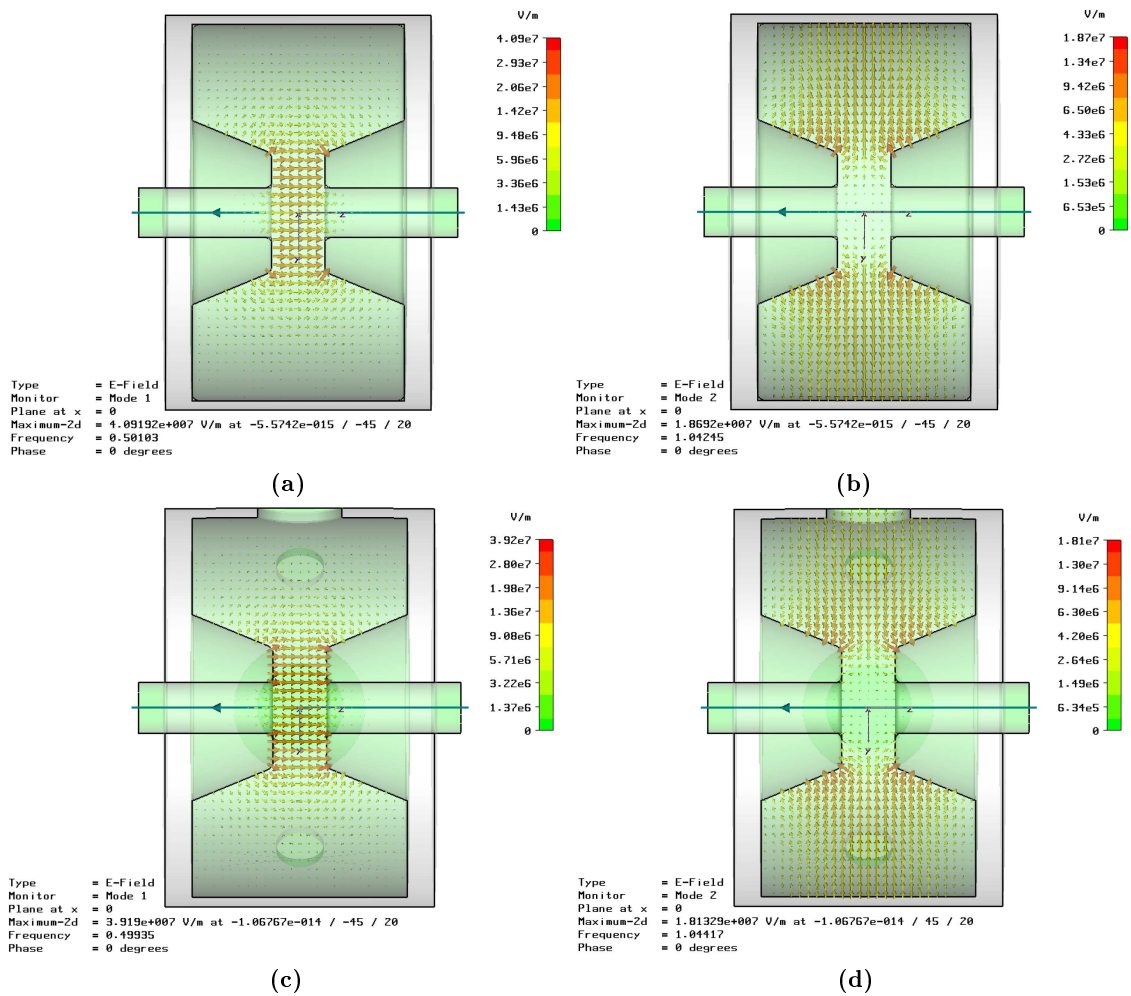 V/m
4.09e7
2.93e7
2.06e7
1.42e7
9.48e6
5.96e6
3.36e6
1.43e6
0
x
z
y
Type = E-Field
Monitor = Mode 1
Plane at x = 0
Maximum-2d = 4.09192e+007 V/m at -5.5742e-015 / -45 / 20
Frequency = 0.50103
Phase = 0 degrees
(a)
V/m
1.87e7
1.34e7
9.42e6
6.50e6
4.33e6
2.72e6
1.53e6
6.53e5
0
z
y
Type = E-Field
Monitor = Mode 2
Plane at x = 0
Maximum-2d = 1.8692e+007 V/m at -5.5742e-015 / -45 / 20
Frequency = 1.04245
Phase = 0 degrees
(b)
V/m
3.92e7
2.80e7
1.98e7
1.36e7
9.08e6
5.71e6
3.22e6
1.37e6
0
z
y
Type = E-Field
Monitor = Mode 1
Plane at x = 0
Maximum-2d = 3.919e+007 V/m at -1.06767e-014 / -45 / 20
Frequency = 0.49935
Phase = 0 degrees
(c)
V/m
1.81e7
1.30e7
9.14e6
6.30e6
4.20e6
2.64e6
1.49e6
6.34e5
0
z
y
Type = E-Field
Monitor = Mode 2
Plane at x = 0
Maximum-2d = 1.81329e+007 V/m at -1.06767e-014 / 45 / 20
Frequency = 1.04417
Phase = 0 degrees
(d)